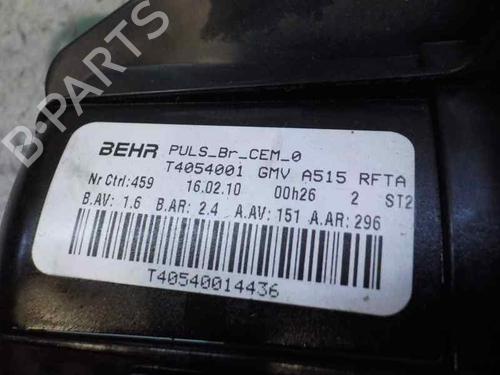 BEHR PULS_Br_CEM_0
T4054001 GMV A515 RFTA
Nr Ctrl:459 16.02.10 00h26 2 ST2
B.AV: 1.6 B.AR: 2.4 A.AV: 151 A.AR: 296
T40540014436
B-PARTS